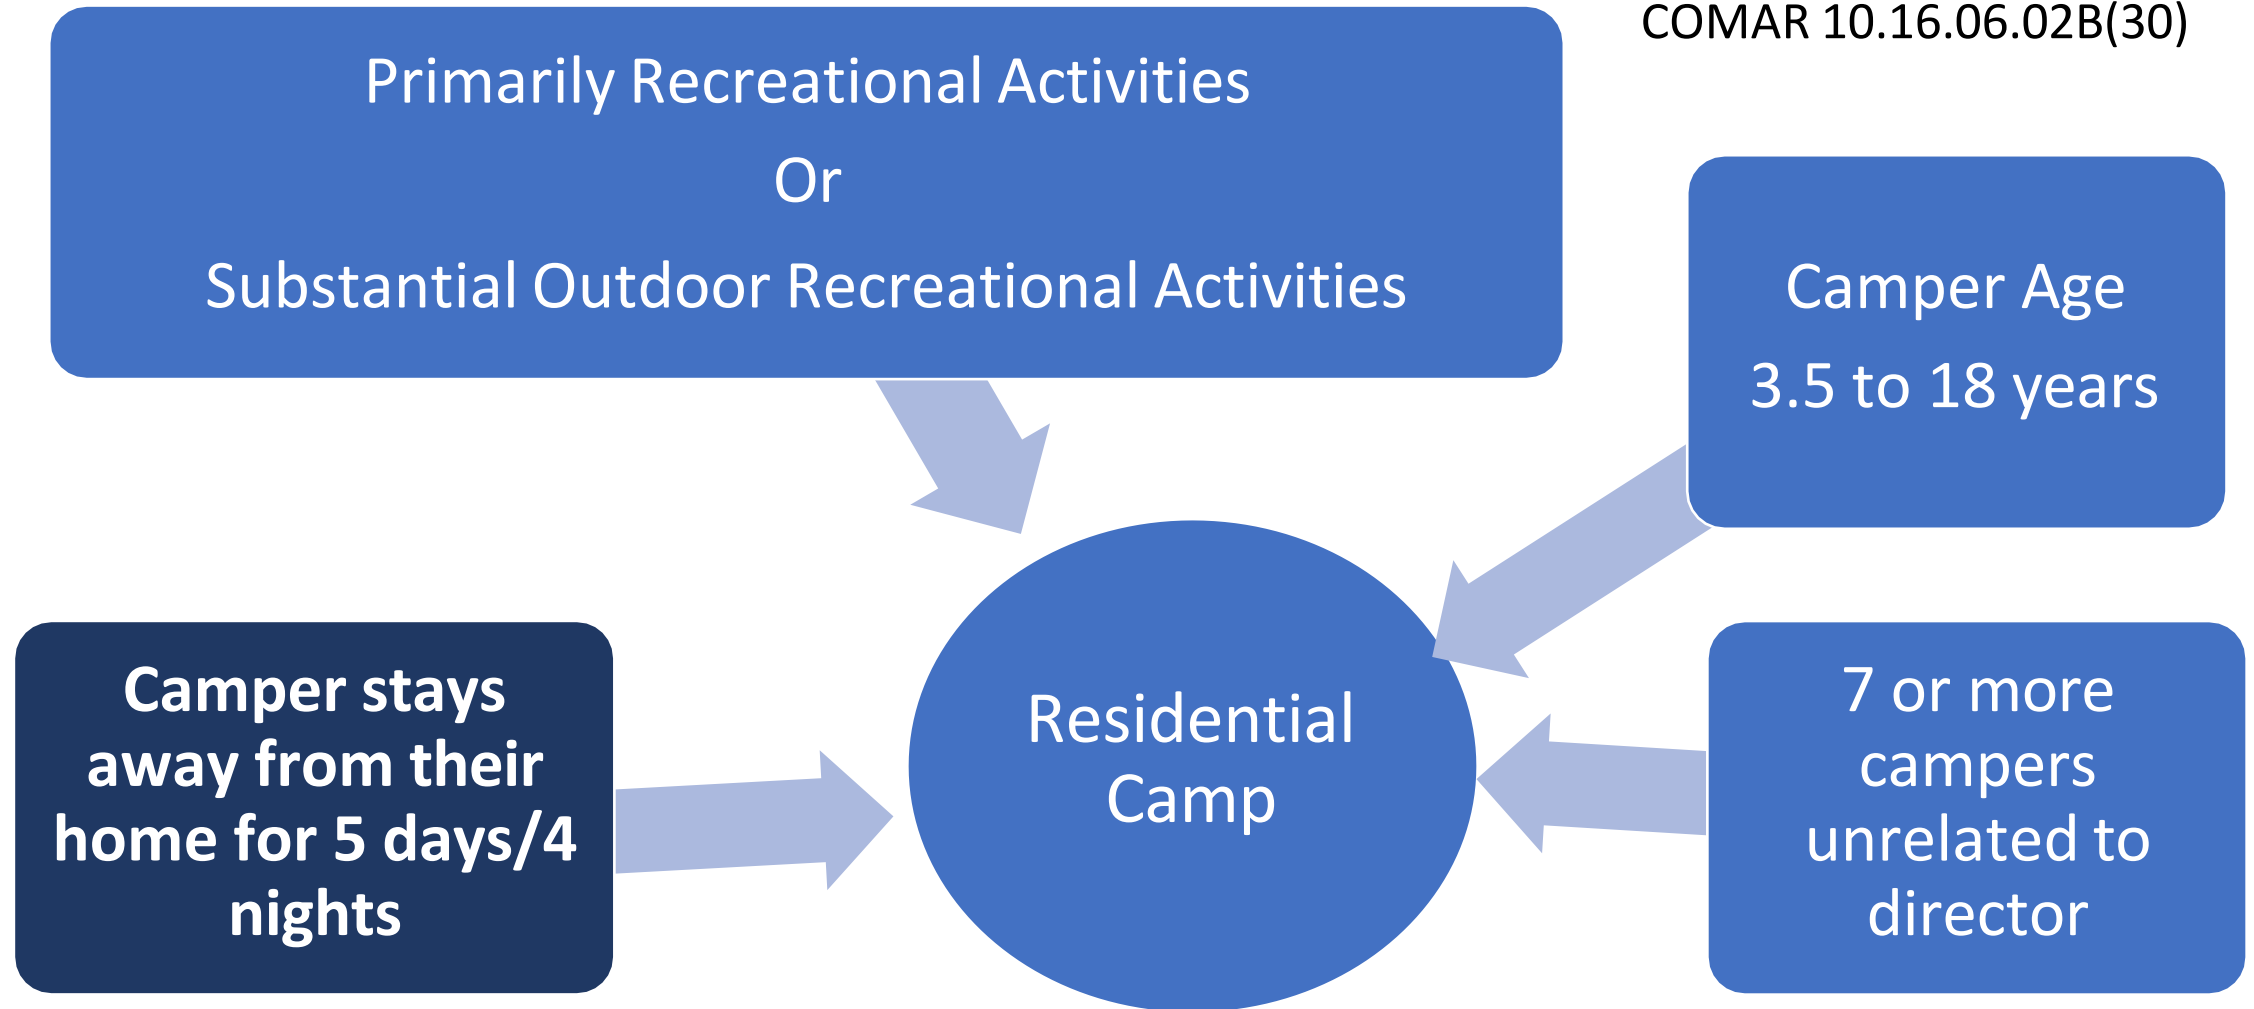 COMAR 10.16.06.02B(30)
Primarily Recreational Activities
Or
Substantial Outdoor Recreational Activities
Camper Age
3.5 to 18 years
Camper stays
away from their
home for 5 days/4
nights
Residential
Camp
7 or more
campers
unrelated to
director